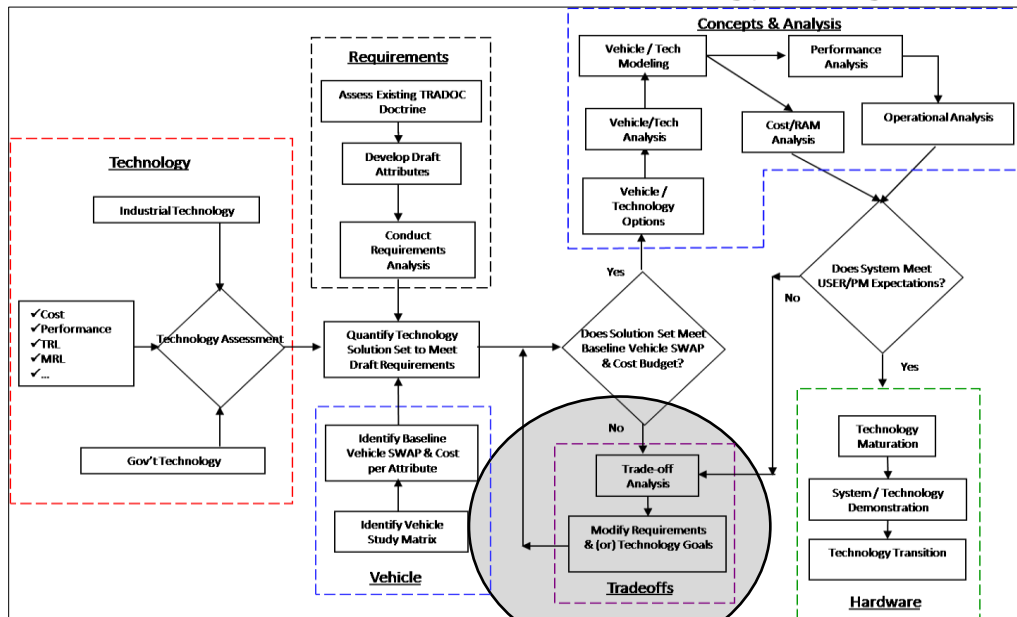 Concepts & Analysis
Vehicle / Tech
Modeling
Performance
Analysis
Vehicle/Tech
Analysis
Cost/RAM
Analysis
Operational Analysis
Vehicle /
Technology
Options
Requirements
Assess Existing TRADOC
Doctrine
Develop Draft
Attributes
Conduct
Requirements
Analysis
Technology
Industrial Technology
✓Cost
✓Performance
✓TRL
✓MRL
✓...
Technology Assessment
Gov't Technology
Quantify Technology
Solution Set to Meet
Draft Requirements
Identify Baseline
Vehicle SWAP & Cost
per Attribute
Identify Vehicle
Study Matrix
Vehicle
Yes
Does Solution Set Meet
Baseline Vehicle SWAP
& Cost Budget?
No
Trade-off
Analysis
Modify Requirements
& (or) Technology Goals
Tradeoffs
Does System Meet
USER/PM Expectations?
No
Yes
Technology
Maturation
System / Technology
Demonstration
Technology Transition
Hardware